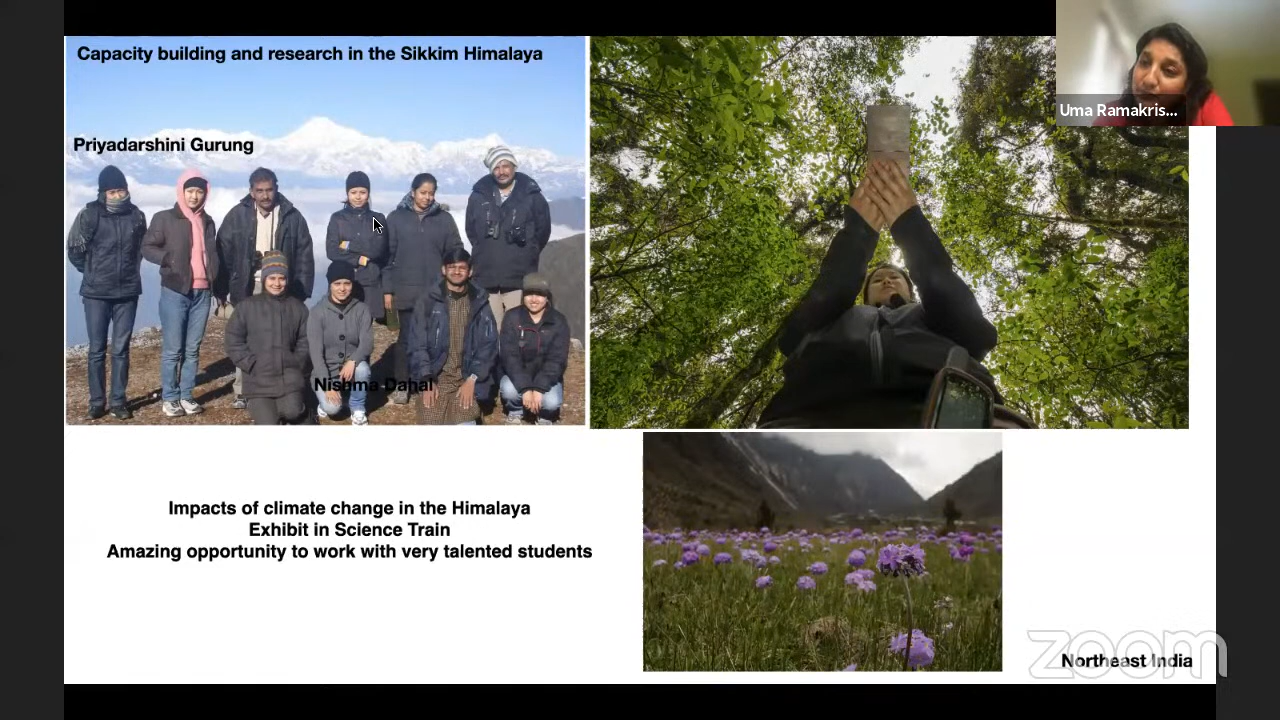 Capacity building and research in the Sikkim Himalaya
Uma Ramakris...
Priyadarshini Gurung
Nishma Dahal
Impacts of climate change in the Himalaya
Exhibit in Science Train
Amazing opportunity to work with very talented students
zoom
Northeast India